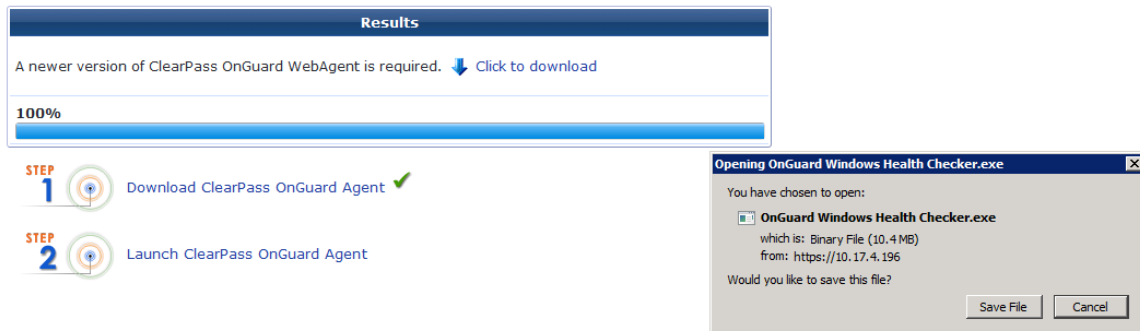 Results
A newer version of ClearPass OnGuard WebAgent is required. Click to download
100%
STEP
1
Download ClearPass OnGuard Agent
STEP
2
Launch ClearPass OnGuard Agent
Opening OnGuard Windows Health Checker.exe
You have chosen to open:
OnGuard Windows Health Checker.exe
which is: Binary File (10.4 MB)
from: https://10.17.4.196
Would you like to save this file?
Save File Cancel